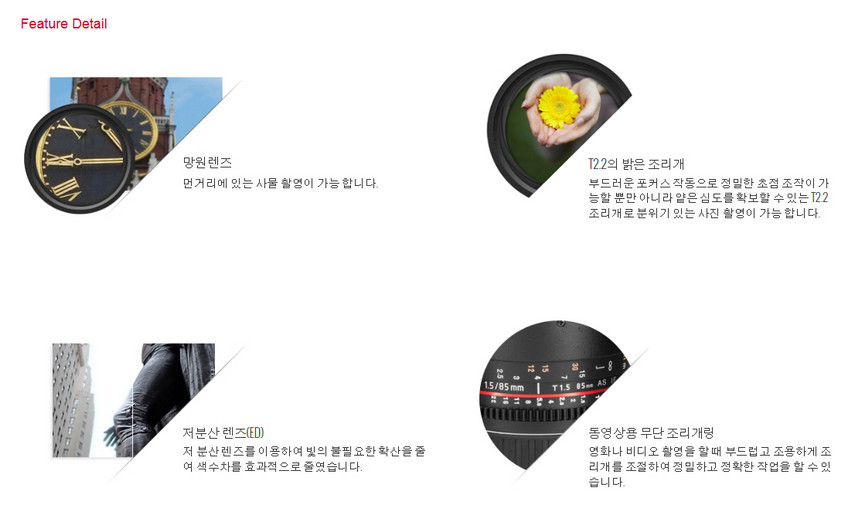 Feature Detail
망원렌즈
먼거리에 있는 사물 촬영이 가능 합니다.
T2.2의 밝은 조리개
부드러운 포커스 작동으로 정밀한 초점 조작이 가
능할 뿐만 아니라 얕은 심도를 확보할 수 있는 T2.2
조리개로 분위기 있는 사진 촬영이 가능 합니다.
저분산 렌즈(ED)
저 분산렌즈를 이용하여 빛의 불필요한 확산을 줄
여 색수차를 효과적으로 줄였습니다.
1.5/85mm T1.5 85mm AS
동영상용 무단 조리개링
영화나 비디오 촬영을 할 때 부드럽고 조용하게 조
리개를 조절하여 정밀하고 정확한 작업을 할 수 있
습니다.